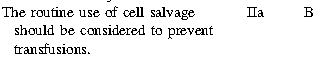 The routine use of cell salvage IIa B
should be considered to prevent
transfusions.